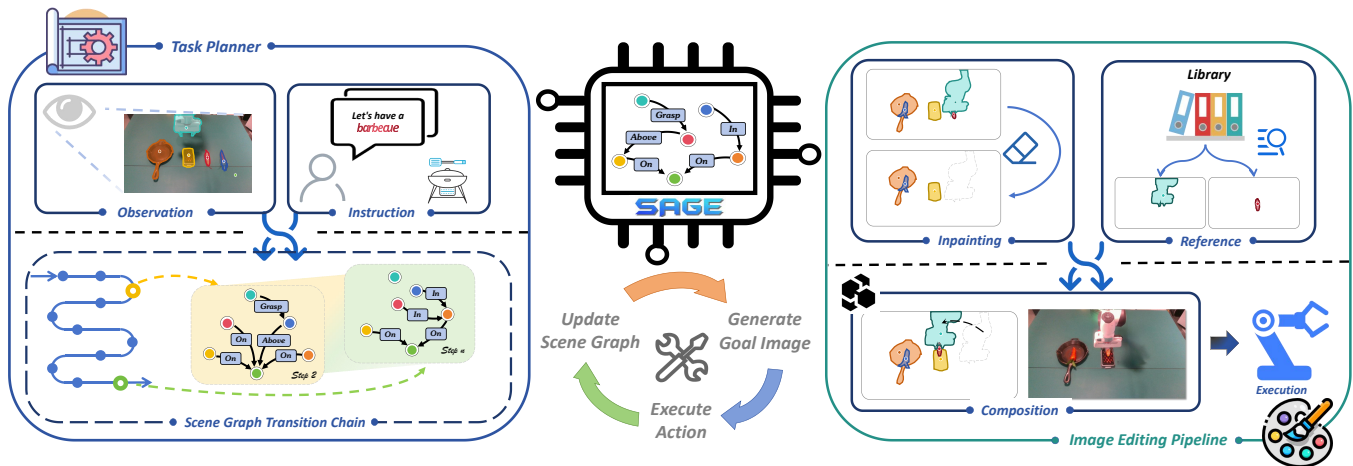 Task Planner
Let's have a
barbecue
Observation
Instruction
Grasp
On
Above
On
On
Step 2
In
In
On
On
Step n
Scene Graph Transition Chain
Grasp
In
Above
On
On
SAGE
Update
Scene Graph
Generate
Goal Image
Execute
Action
Library
Inpainting
Reference
Composition
Execution
Image Editing Pipeline